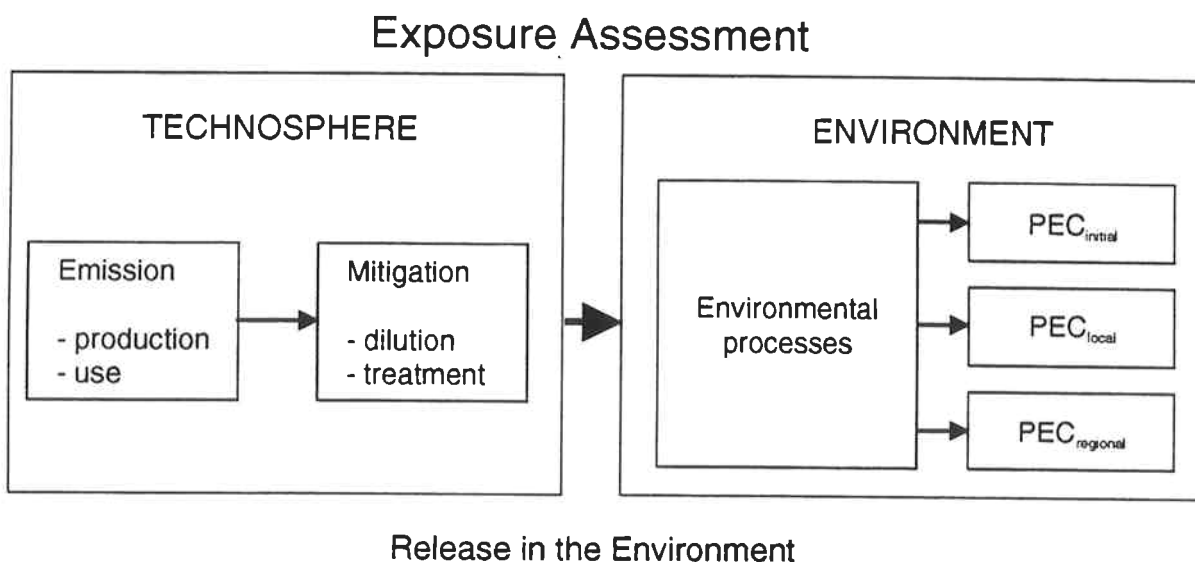 Exposure Assessment
TECHNOSPHERE
Emission
- production
- use
Mitigation
- dilution
- treatment
ENVIRONMENT
Environmental
processes
PECinitial
PEClocal
PECregional
Release in the Environment